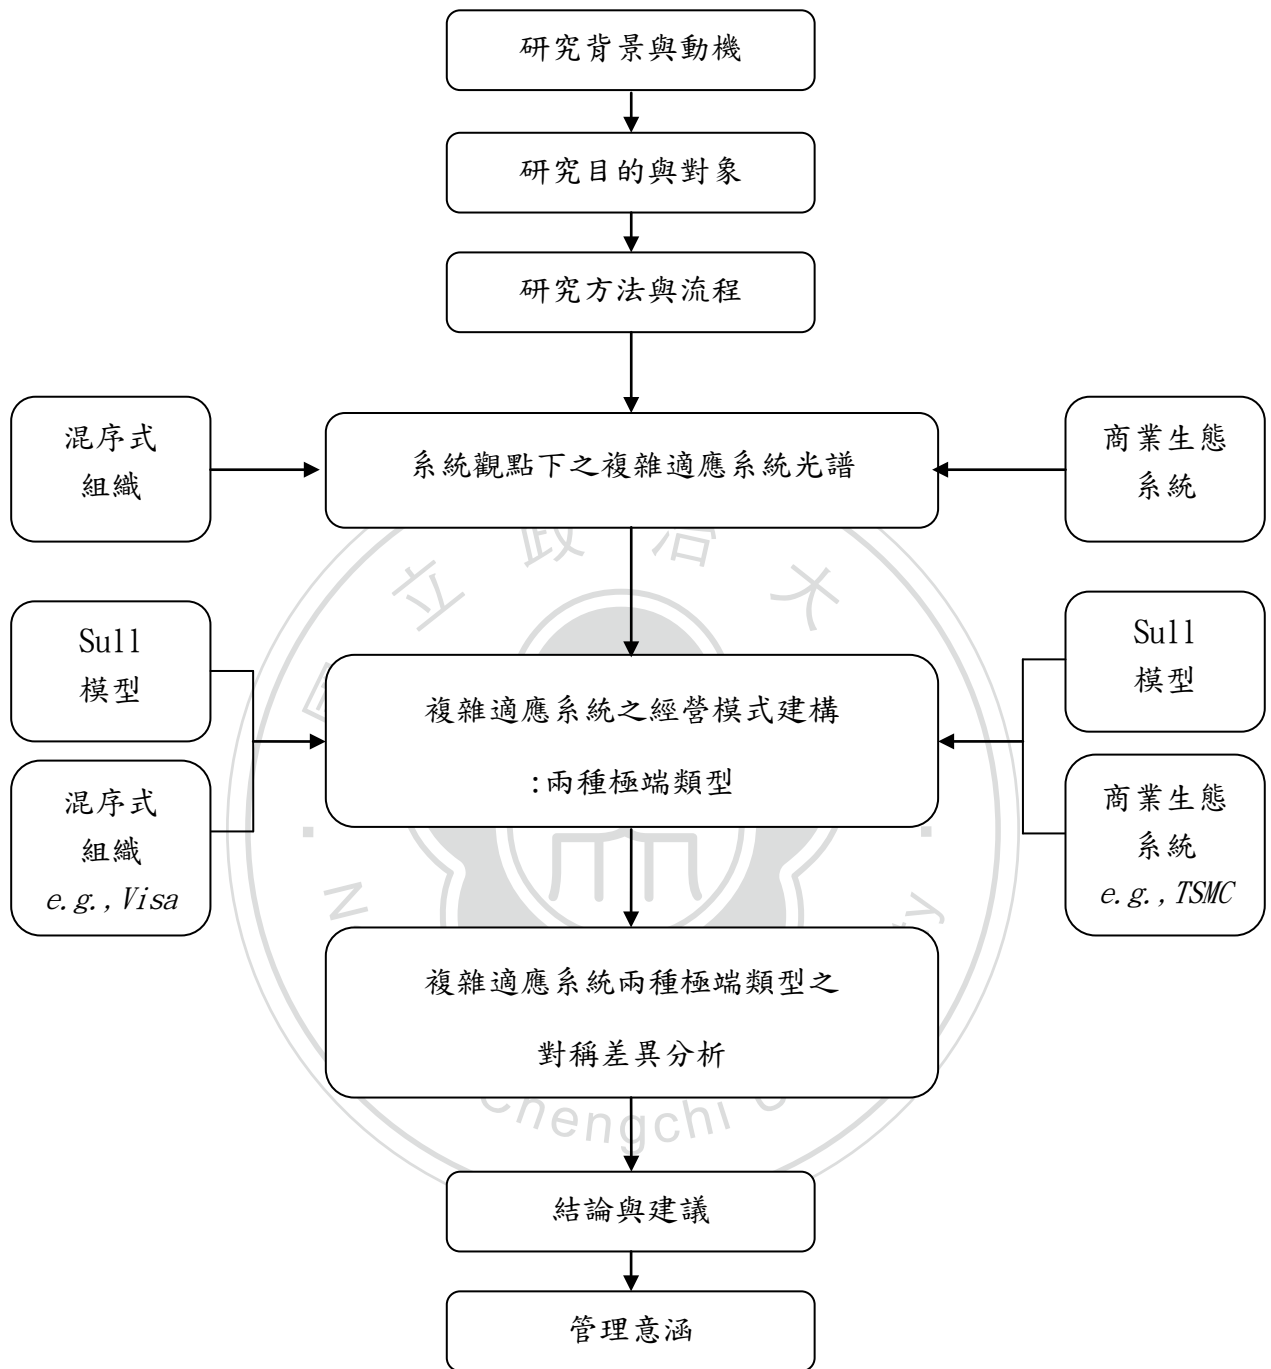 研究背景與動機
研究目的與對象
研究方法與流程
混序式
組織
系統觀點下之複雜適應系統光譜
商業生態
系統
Sull
模型
混序式
組織
e.g.,Visa
複雜適應系統之經營模式建構
:兩種極端類型
Sull
模型
商業生態
系統
e.g.,TSMC
複雜適應系統兩種極端類型之
對稱差異分析
結論與建議
管理意涵
立政治大
Chengchi